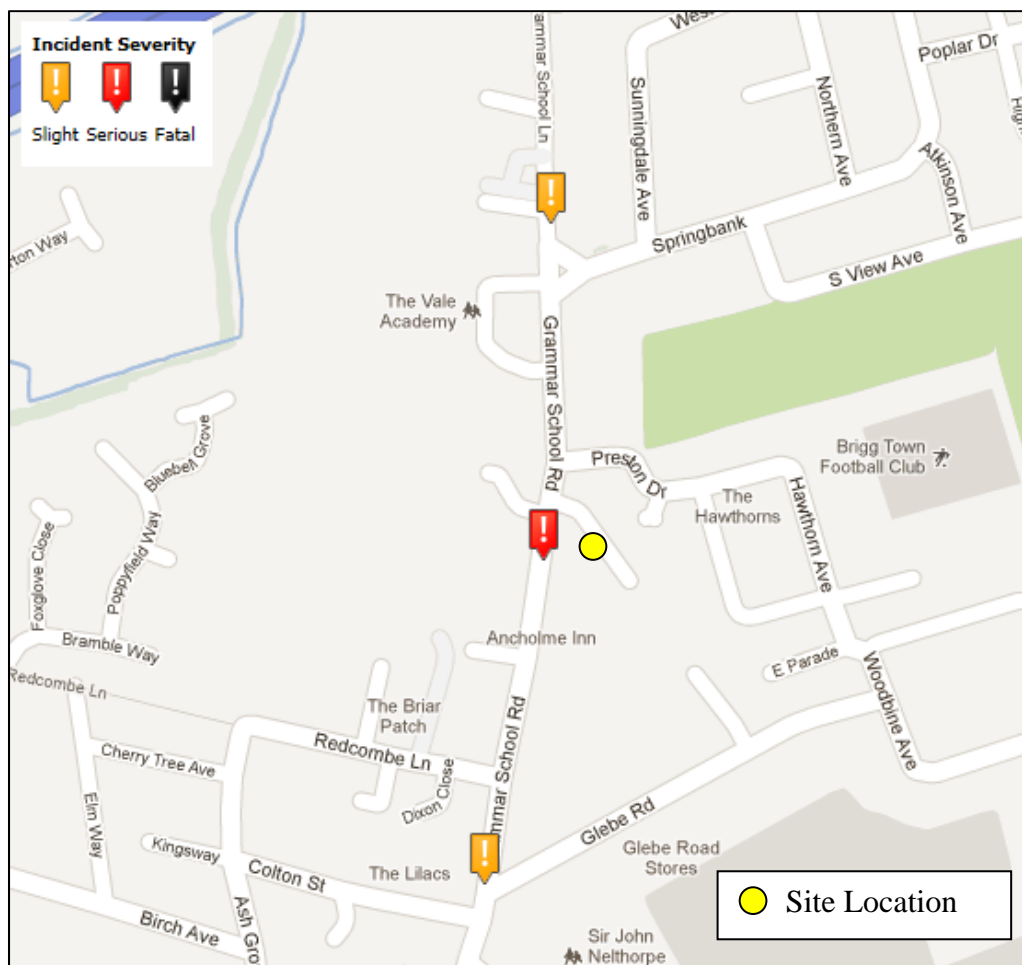 Incident Severity
Slight Serious Fatal
ammar School Ln
Wes
Poplar Dr
Sunningdale Ave
Northern Ave
High
Atkinson Ave
rton Way
Springbank
S View Ave
The Vale
Academy
Grammar School Rd
Preston Dr
Brigg Town
Football Club
Bluebell Grove
The
Hawthorns
Hawthorn Ave
Foxglove Close
Poppyfield Way
Bramble Way
Ancholme Inn
E Parade
Redcombe Ln
Woodbine Ave
The Briar
Patch
Redcombe Ln
mmar School Rd
Cherry Tree Ave
Dixon Close
Glebe Rd
Elm Way
Kingsway
Colton St
The Lilacs
Glebe Road
Stores
Site Location
Birch Ave
Ash Gro
Sir John
Nelthorpe